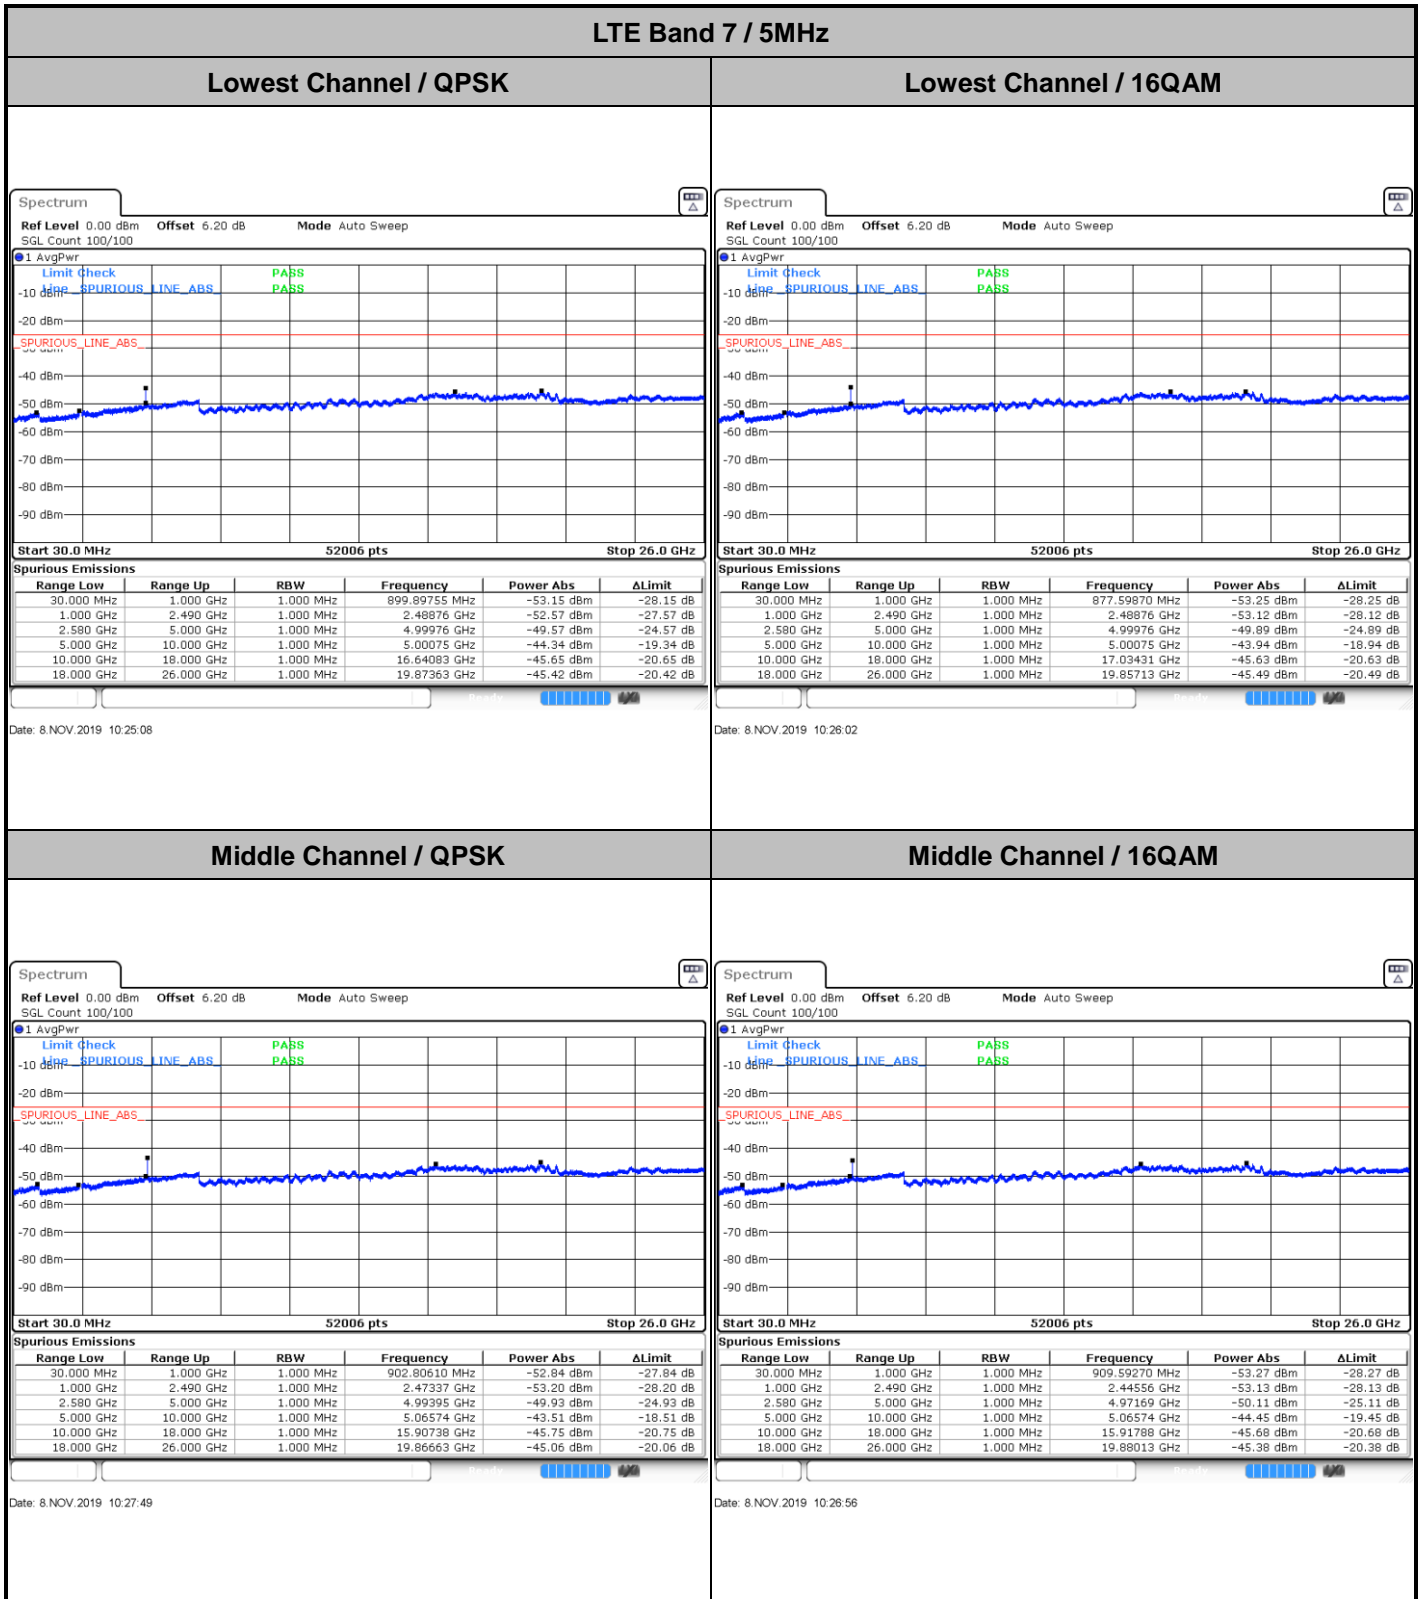 LTE Band 7 / 5MHz
Lowest Channel / QPSK
Lowest Channel / 16QAM
Spectrum
Ref Level 0.00 dBm Offset 6.20 dB Mode Auto Sweep
SGL Count 100/100
1 AvgPwr
Limit Check PASS
Line _SPURIOUS_LINE_ABS_ PASS
-10 dBm
-20 dBm
_SPURIOUS_LINE_ABS_
-40 dBm
-50 dBm
-60 dBm
-70 dBm
-80 dBm
-90 dBm
Start 30.0 MHz 52006 pts Stop 26.0 GHz
Spurious Emissions
Range Low Range Up RBW Frequency Power Abs ΔLimit
30.000 MHz 1.000 GHz 1.000 MHz 899.89755 MHz -53.15 dBm -28.15 dB
1.000 GHz 2.490 GHz 1.000 MHz 2.48876 GHz -52.57 dBm -27.57 dB
2.580 GHz 5.000 GHz 1.000 MHz 4.99976 GHz -49.57 dBm -24.57 dB
5.000 GHz 10.000 GHz 1.000 MHz 5.00075 GHz -44.34 dBm -19.34 dB
10.000 GHz 18.000 GHz 1.000 MHz 16.64083 GHz -45.65 dBm -20.65 dB
18.000 GHz 26.000 GHz 1.000 MHz 19.87363 GHz -45.42 dBm -20.42 dB
Date: 8.NOV.2019 10:25:08
Spectrum
Ref Level 0.00 dBm Offset 6.20 dB Mode Auto Sweep
SGL Count 100/100
1 AvgPwr
Limit Check PASS
Line _SPURIOUS_LINE_ABS_ PASS
-10 dBm
-20 dBm
_SPURIOUS_LINE_ABS_
-40 dBm
-50 dBm
-60 dBm
-70 dBm
-80 dBm
-90 dBm
Start 30.0 MHz 52006 pts Stop 26.0 GHz
Spurious Emissions
Range Low Range Up RBW Frequency Power Abs ΔLimit
30.000 MHz 1.000 GHz 1.000 MHz 877.59870 MHz -53.25 dBm -28.25 dB
1.000 GHz 2.490 GHz 1.000 MHz 2.48876 GHz -53.12 dBm -28.12 dB
2.580 GHz 5.000 GHz 1.000 MHz 4.99976 GHz -49.89 dBm -24.89 dB
5.000 GHz 10.000 GHz 1.000 MHz 5.00075 GHz -43.94 dBm -18.94 dB
10.000 GHz 18.000 GHz 1.000 MHz 17.03431 GHz -45.63 dBm -20.63 dB
18.000 GHz 26.000 GHz 1.000 MHz 19.85713 GHz -45.49 dBm -20.49 dB
Date: 8.NOV.2019 10:26:02
Middle Channel / QPSK
Middle Channel / 16QAM
Spectrum
Ref Level 0.00 dBm Offset 6.20 dB Mode Auto Sweep
SGL Count 100/100
1 AvgPwr
Limit Check PASS
Line _SPURIOUS_LINE_ABS_ PASS
-10 dBm
-20 dBm
_SPURIOUS_LINE_ABS_
-40 dBm
-50 dBm
-60 dBm
-70 dBm
-80 dBm
-90 dBm
Start 30.0 MHz 52006 pts Stop 26.0 GHz
Spurious Emissions
Range Low Range Up RBW Frequency Power Abs ΔLimit
30.000 MHz 1.000 GHz 1.000 MHz 902.80610 MHz -52.84 dBm -27.84 dB
1.000 GHz 2.490 GHz 1.000 MHz 2.47337 GHz -53.20 dBm -28.20 dB
2.580 GHz 5.000 GHz 1.000 MHz 4.99395 GHz -49.93 dBm -24.93 dB
5.000 GHz 10.000 GHz 1.000 MHz 5.06574 GHz -43.51 dBm -18.51 dB
10.000 GHz 18.000 GHz 1.000 MHz 15.90738 GHz -45.75 dBm -20.75 dB
18.000 GHz 26.000 GHz 1.000 MHz 19.86663 GHz -45.06 dBm -20.06 dB
Date: 8.NOV.2019 10:27:49
Spectrum
Ref Level 0.00 dBm Offset 6.20 dB Mode Auto Sweep
SGL Count 100/100
1 AvgPwr
Limit Check PASS
Line _SPURIOUS_LINE_ABS_ PASS
-10 dBm
-20 dBm
_SPURIOUS_LINE_ABS_
-40 dBm
-50 dBm
-60 dBm
-70 dBm
-80 dBm
-90 dBm
Start 30.0 MHz 52006 pts Stop 26.0 GHz
Spurious Emissions
Range Low Range Up RBW Frequency Power Abs ΔLimit
30.000 MHz 1.000 GHz 1.000 MHz 909.59270 MHz -53.27 dBm -28.27 dB
1.000 GHz 2.490 GHz 1.000 MHz 2.44556 GHz -53.13 dBm -28.13 dB
2.580 GHz 5.000 GHz 1.000 MHz 4.97169 GHz -50.11 dBm -25.11 dB
5.000 GHz 10.000 GHz 1.000 MHz 5.06574 GHz -44.45 dBm -19.45 dB
10.000 GHz 18.000 GHz 1.000 MHz 15.91788 GHz -45.68 dBm -20.68 dB
18.000 GHz 26.000 GHz 1.000 MHz 19.88013 GHz -45.38 dBm -20.38 dB
Date: 8.NOV.2019 10:26:56